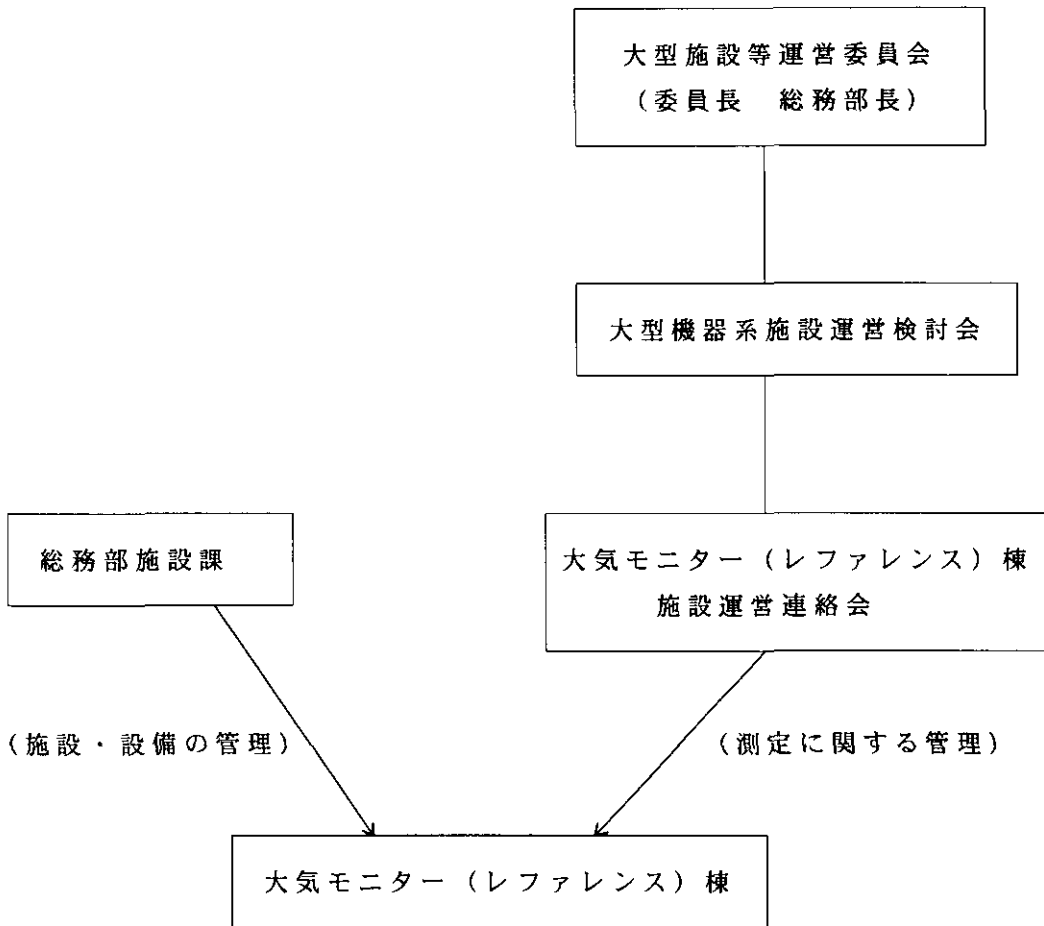 大型施設等運営委員会
(委員長　総務部長)
大型機器系施設運営検討会
総務部施設課
大気モニター(レファレンス)棟
施設運営連絡会
(施設・設備の管理)
(測定に関する管理)
大気モニター(レファレンス)棟